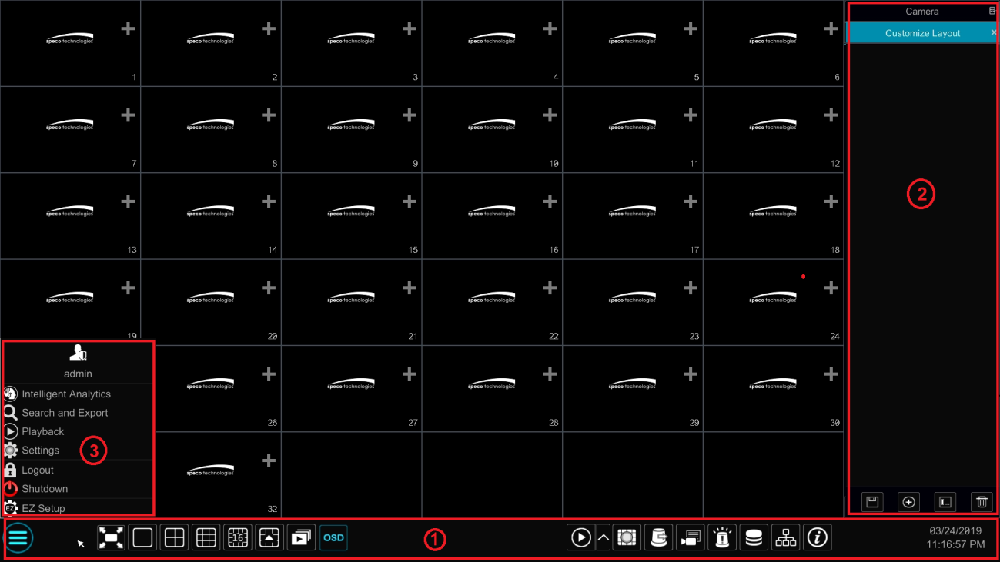 Camera
Customize Layout
speco technologies speco technologies speco technologies speco technologies speco technologies speco technologies
1 2 3 4 5 6
speco technologies speco technologies speco technologies speco technologies speco technologies speco technologies
7 8 9 10 11 12
speco technologies speco technologies speco technologies speco technologies speco technologies speco technologies
13 14 15 16 17 18
speco technologies speco technologies speco technologies speco technologies speco technologies speco technologies
19 20 21 22 23 24
speco technologies speco technologies speco technologies speco technologies speco technologies
26 27 28 29 30
speco technologies
32
2
admin
Intelligent Analytics
Search and Export
Playback
Settings
3
Logout
Shutdown
EZ EZ Setup
I...
16
OSD
1
i
03/24/2019
11:16:57 PM